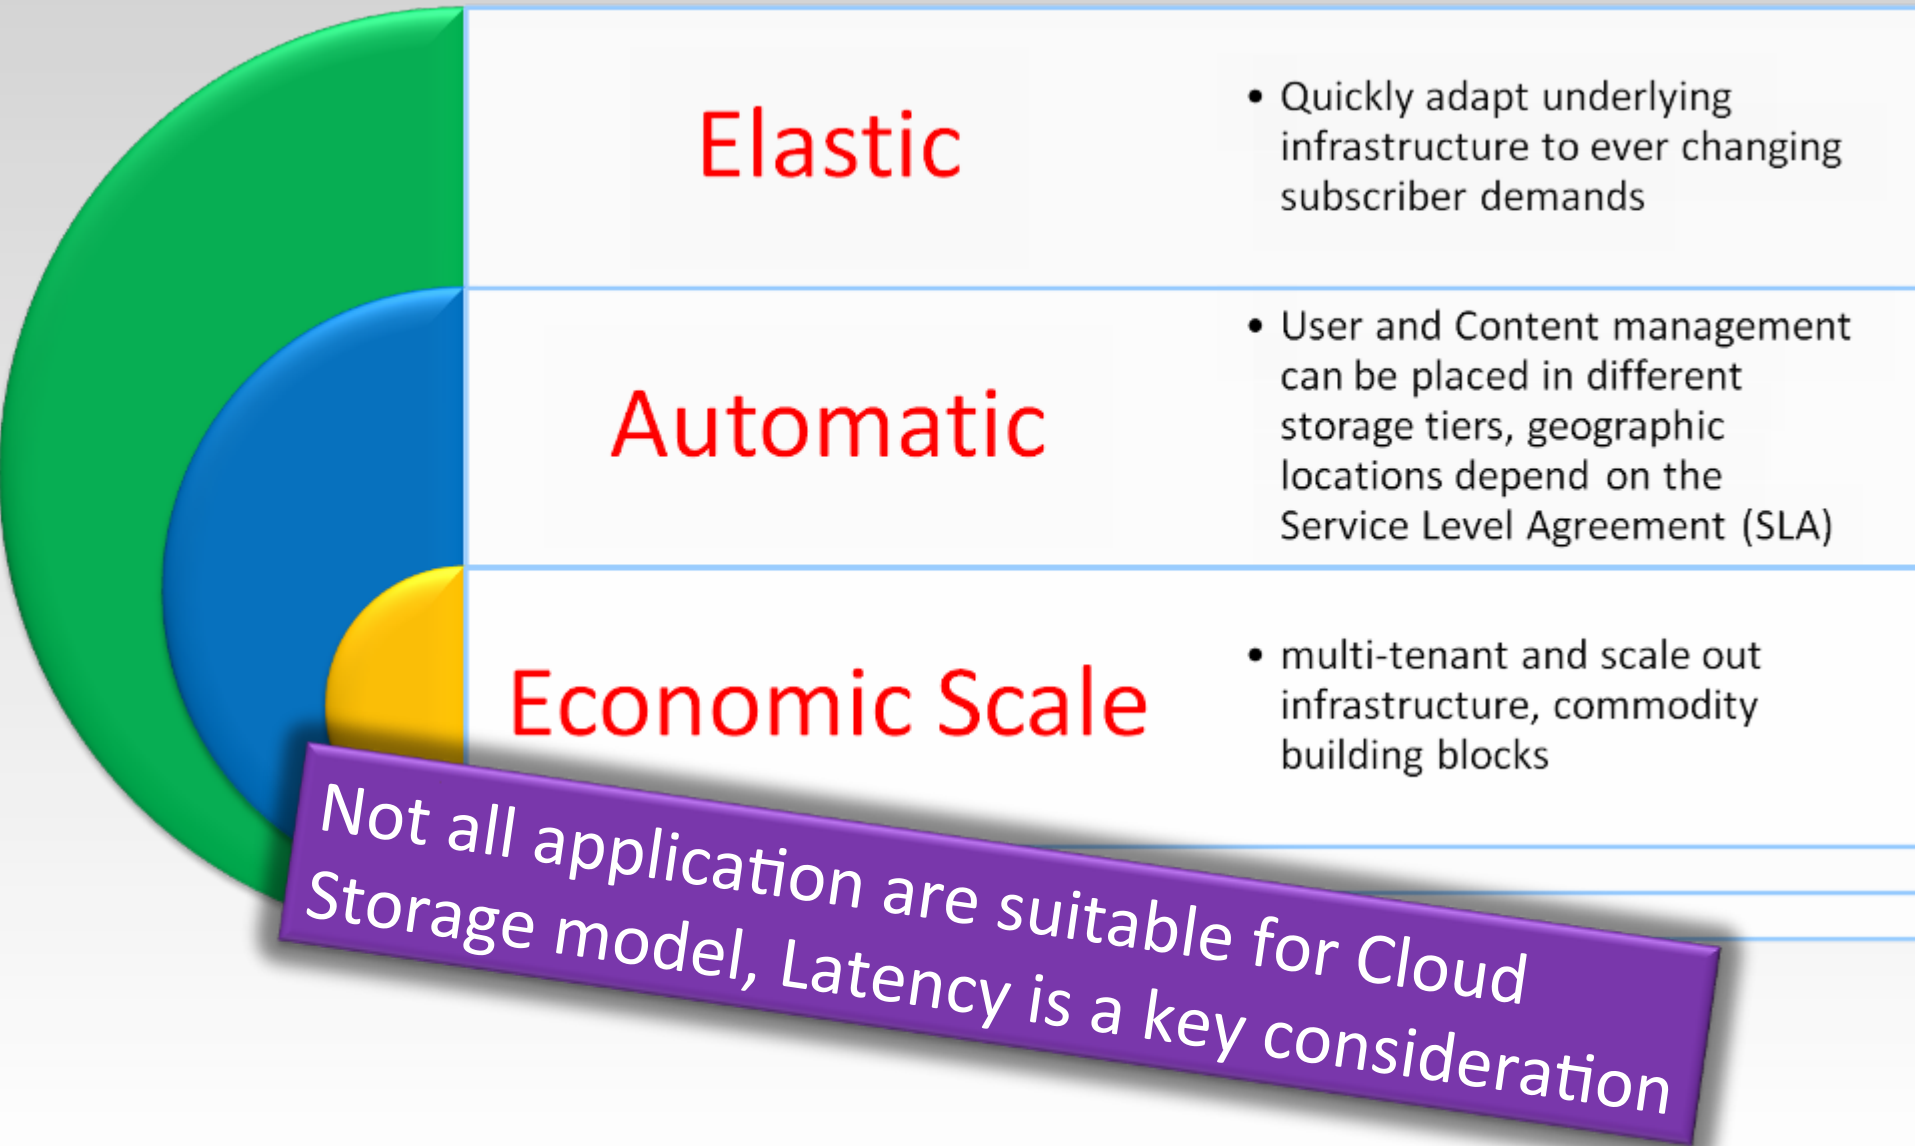 Elastic
• Quickly adapt underlying
infrastructure to ever changing
subscriber demands
Automatic
• User and Content management
can be placed in different
storage tiers, geographic
locations depend on the
Service Level Agreement (SLA)
Economic Scale
• multi-tenant and scale out
infrastructure, commodity
building blocks
Not all application are suitable for Cloud
Storage model, Latency is a key consideration